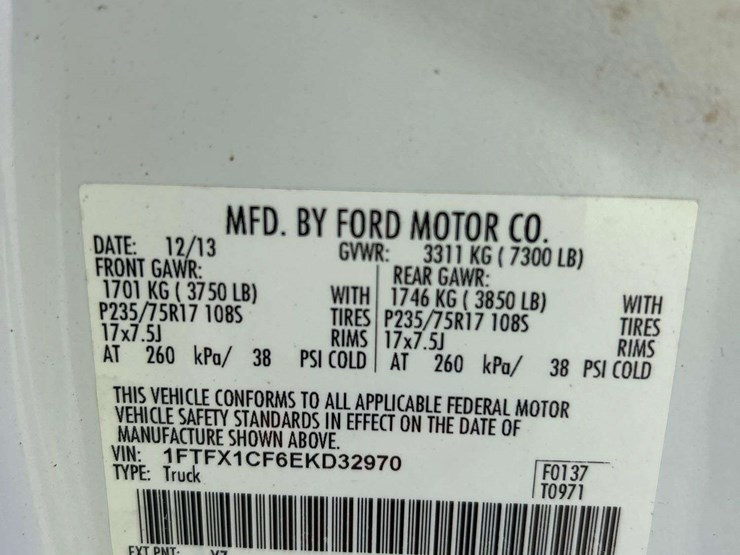 MFD. BY FORD MOTOR CO.
DATE: 12/13 GVWR: 3311 KG ( 7300 LB)
FRONT GAWR: REAR GAWR:
1701 KG ( 3750 LB) WITH 1746 KG ( 3850 LB) WITH
P235/75R17 108S TIRES P235/75R17 108S TIRES
17x7.5J RIMS 17x7.5J RIMS
AT 260 kPa/ 38 PSI COLD AT 260 kPa/ 38 PSI COLD
THIS VEHICLE CONFORMS TO ALL APPLICABLE FEDERAL MOTOR
VEHICLE SAFETY STANDARDS IN EFFECT ON THE DATE OF
MANUFACTURE SHOWN ABOVE.
VIN: 1FTFX1CF6EKD32970 F0137
TYPE: Truck T0971
EXT PNT: